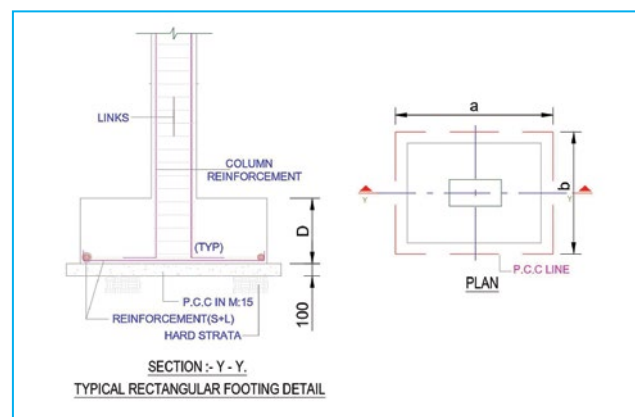 LINKS
COLUMN
REINFORCEMENT
(TYP)
D
P.C.C IN M:15
100
REINFORCEMENT(S+L)
HARD STRATA
SECTION :- Y - Y.
TYPICAL RECTANGULAR FOOTING DETAIL
a
b
Y
Y
P.C.C LINE
PLAN